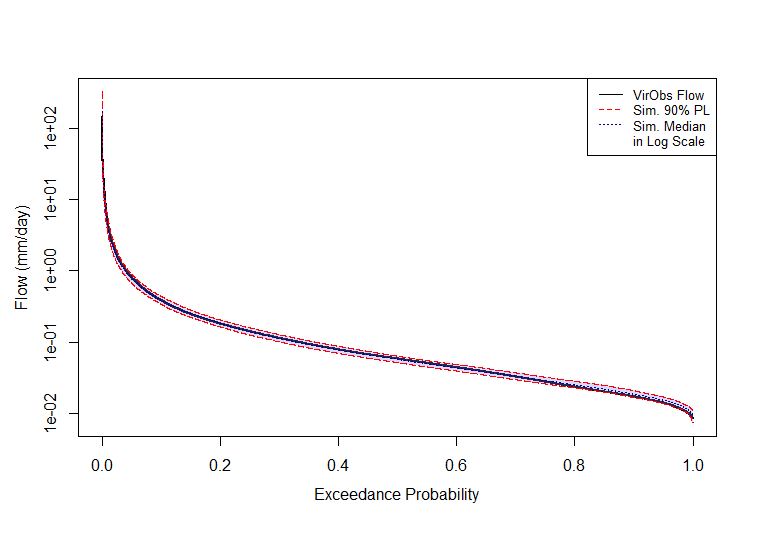 VirObs Flow
Sim. 90% PL
Sim. Median
in Log Scale
Flow (mm/day)
1e+02
1e+01
1e+00
1e-01
1e-02
0.0 0.2 0.4 0.6 0.8 1.0
Exceedance Probability